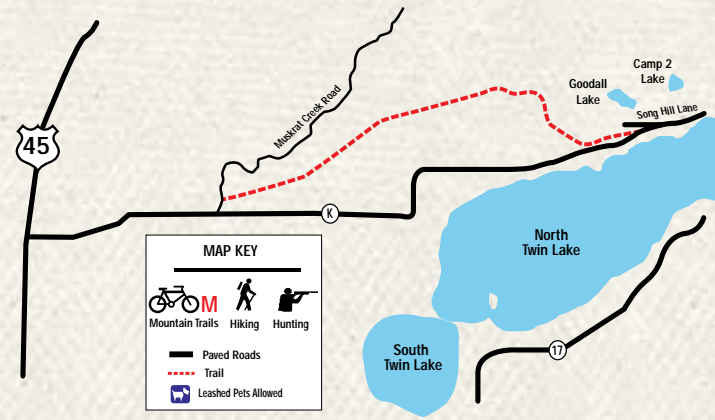 45
Muskrat Creek Road
Camp 2
Lake
Goodall
Lake
Song Hill Lane
K
North
Twin Lake
South
Twin Lake
17
MAP KEY
M
Mountain Trails
Hiking
Hunting
Paved Roads
Trail
Leashed Pets Allowed